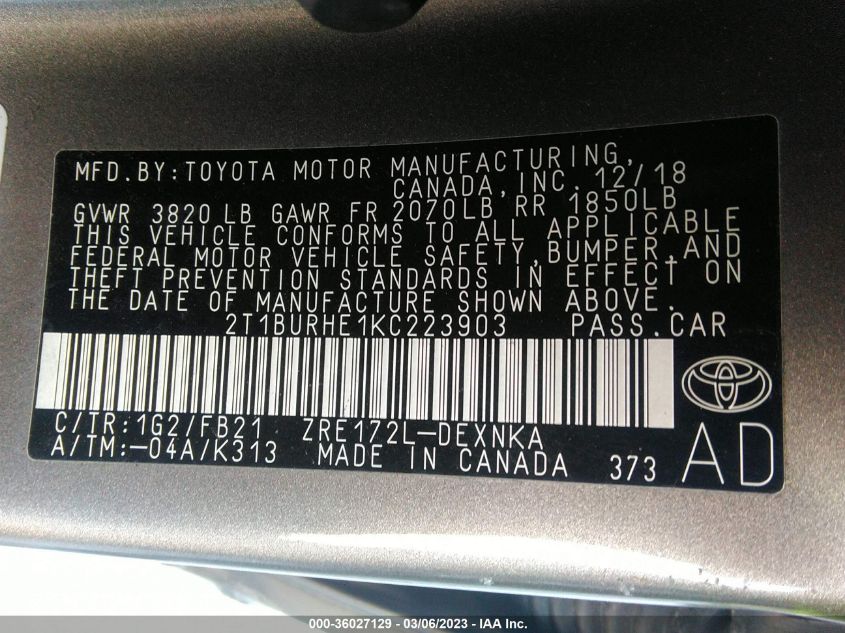 MFD.BY:TOYOTA MOTOR MANUFACTURING,
CANADA,INC. 12/18
GVWR 3820 LB GAWR FR 2070LB RR 1850LB
THIS VEHICLE CONFORMS TO ALL APPLICABLE
FEDERAL MOTOR VEHICLE SAFETY,BUMPER,AND
THEFT PREVENTION STANDARDS IN EFFECT ON
THE DATE OF MANUFACTURE SHOWN ABOVE.
2T1BURHE1KC223903 PASS.CAR
C/TR:1G2/FB21 ZRE172L-DEXNKA
A/TM:-04A/K313 MADE IN CANADA 373
AD
000-36027129 - 03/06/2023 - IAA Inc.